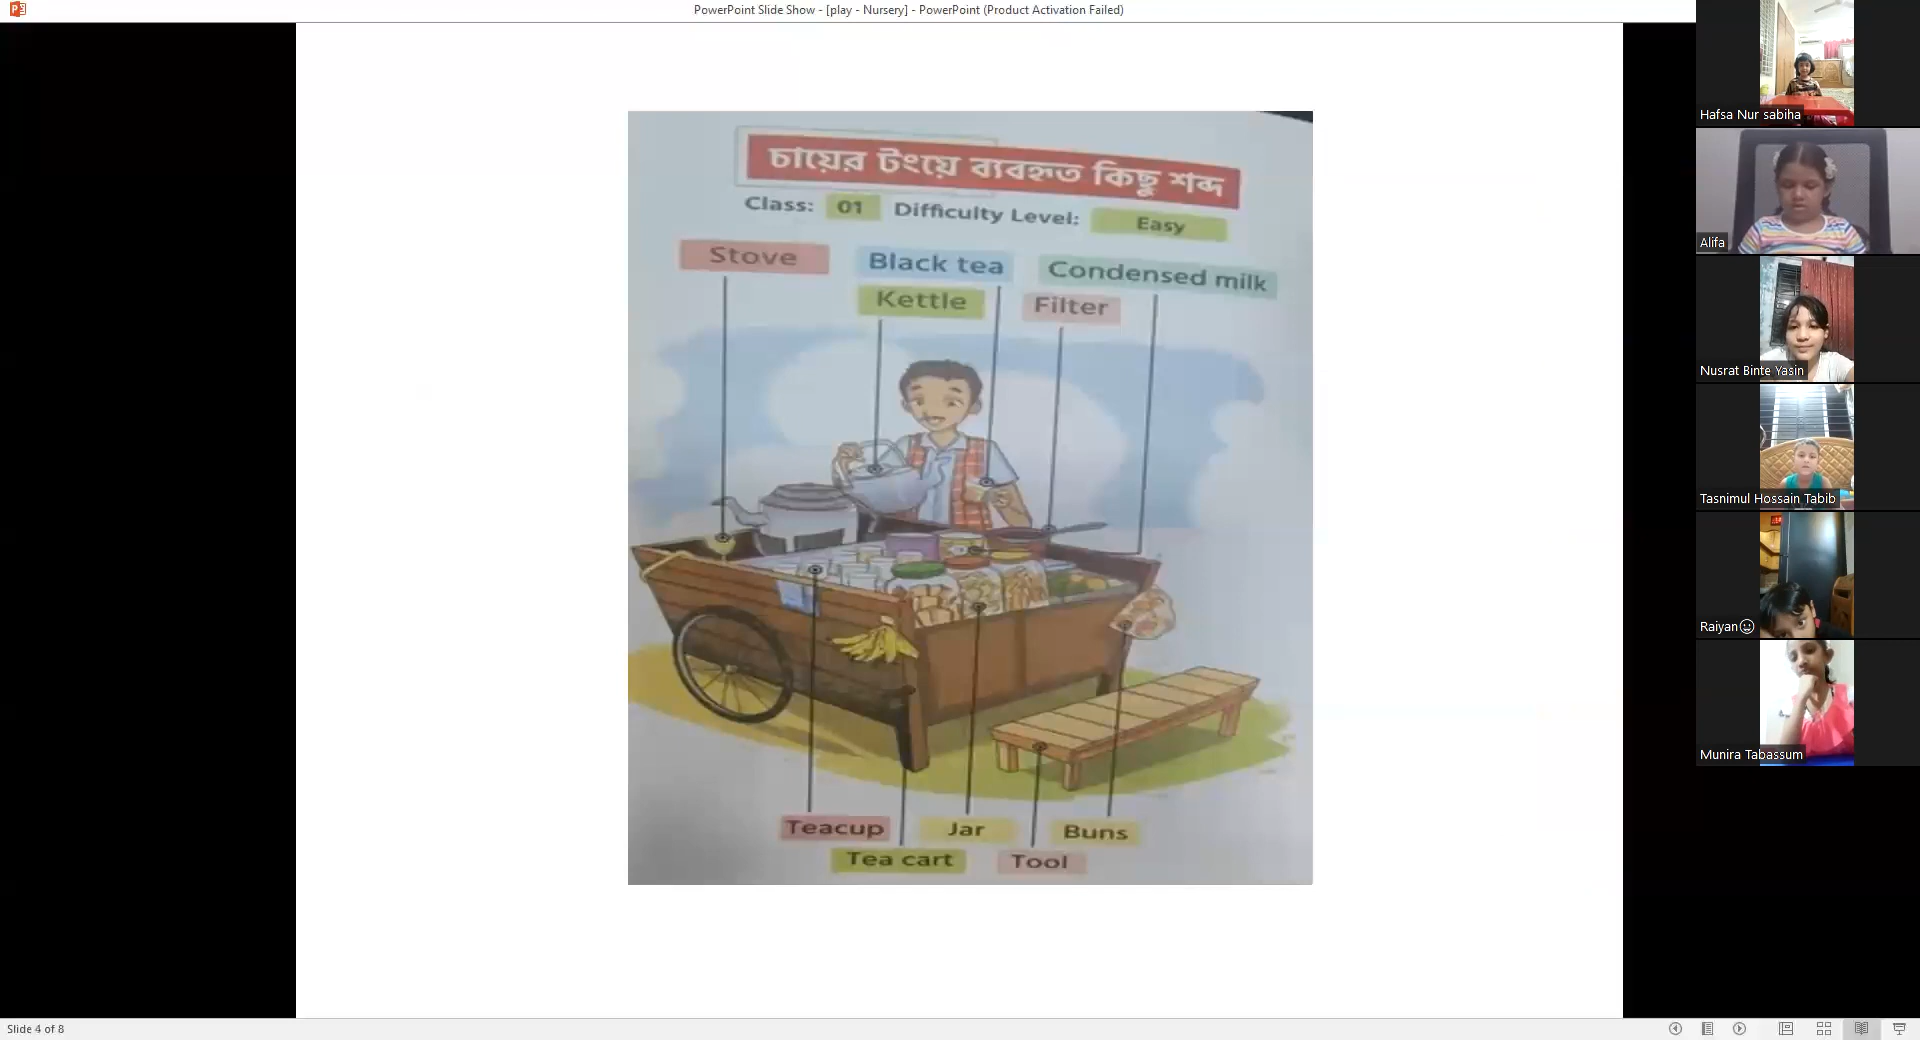 PowerPoint Slide Show - [play - Nursery] - PowerPoint (Product Activation Failed)
চায়ের টংয়ে ব্যবহৃত কিছু শব্দ
Class: 01 Difficulty Level: Easy
Stove
Black tea
Condensed milk
Kettle
Filter
Teacup
Jar
Buns
Tea cart
Tool
Hafsa Nur sabiha
Alifa
Nusrat Binte Yasin
Tasnimul Hossain Tabib
Raiyan☺
Munira Tabassum
Slide 4 of 8